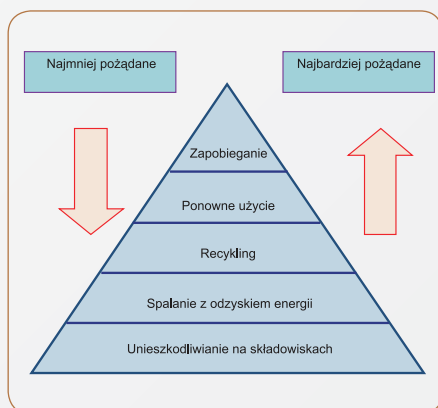 Najmniej pożądane
Najbardziej pożądane
Zapobieganie
Ponowne użycie
Recykling
Spalanie z odzyskiem energii
Unieszkodliwianie na składowiskach